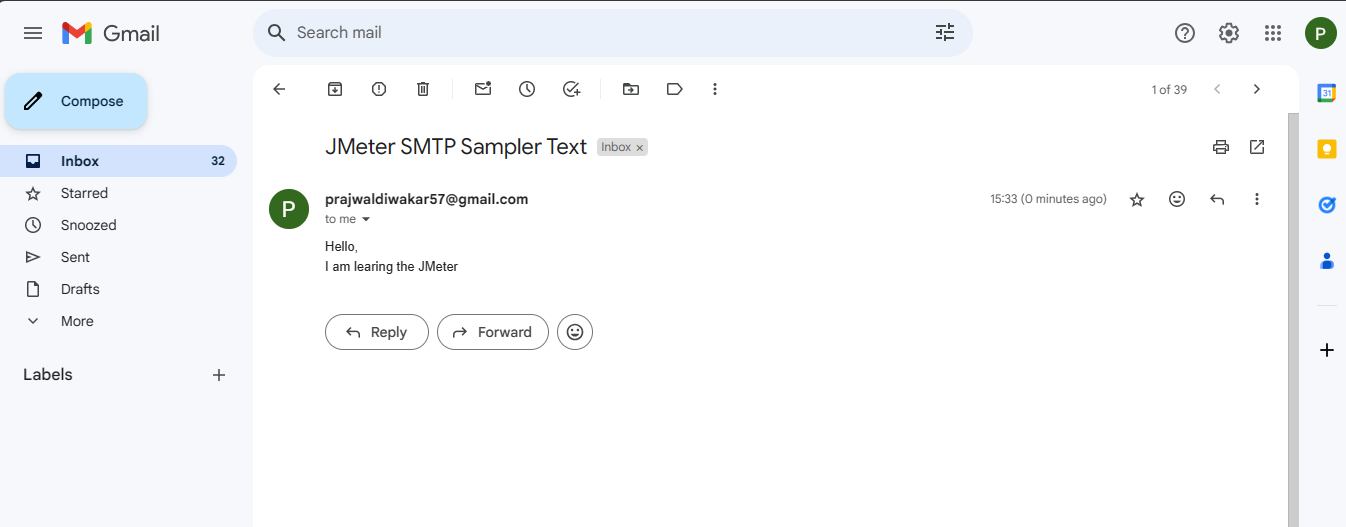 Gmail
Search mail
P
Compose
1 of 39
31
JMeter SMTP Sampler Text Inbox ×
Inbox 32
Starred
Snoozed
Sent
Drafts
More
Labels
P
prajwaldiwakar57@gmail.com 15:33 (0 minutes ago)
to me
Hello,
I am learing the JMeter
Reply Forward